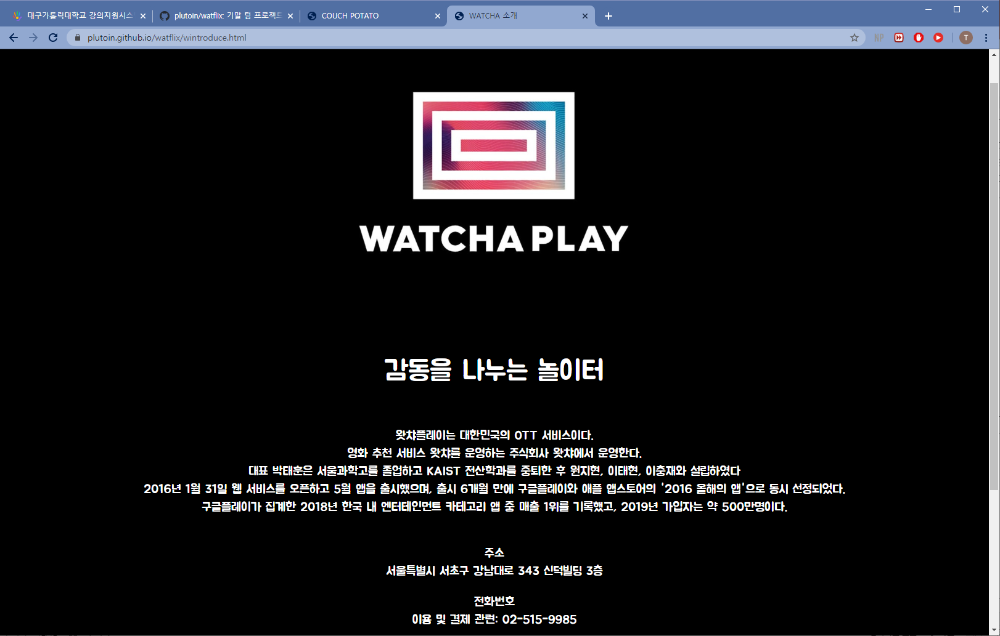 대구가톨릭대학교 강의지원시스
plutoin/watflix: 기말 텀 프로젝트
COUCH POTATO
WATCHA 소개
plutoin.github.io/watflix/wintroduce.html
NP
T
WATCHA PLAY
감동을 나누는 놀이터
왓챠플레이는 대한민국의 OTT 서비스이다.
영화 추천 서비스 왓챠를 운영하는 주식회사 왓챠에서 운영한다.
대표 박태훈은 서울과학고를 졸업하고 KAIST 전산학과를 중퇴한 후 원지현, 이태현, 이충재와 설립하였다
2016년 1월 31일 웹 서비스를 오픈하고 5월 앱을 출시했으며, 출시 6개월 만에 구글플레이와 애플 앱스토어의 '2016 올해의 앱'으로 동시 선정되었다.
구글플레이가 집계한 2018년 한국 내 엔터테인먼트 카테고리 앱 중 매출 1위를 기록했고, 2019년 가입자는 약 500만명이다.
주소
서울특별시 서초구 강남대로 343 신덕빌딩 3층
전화번호
이용 및 결제 관련: 02-515-9985